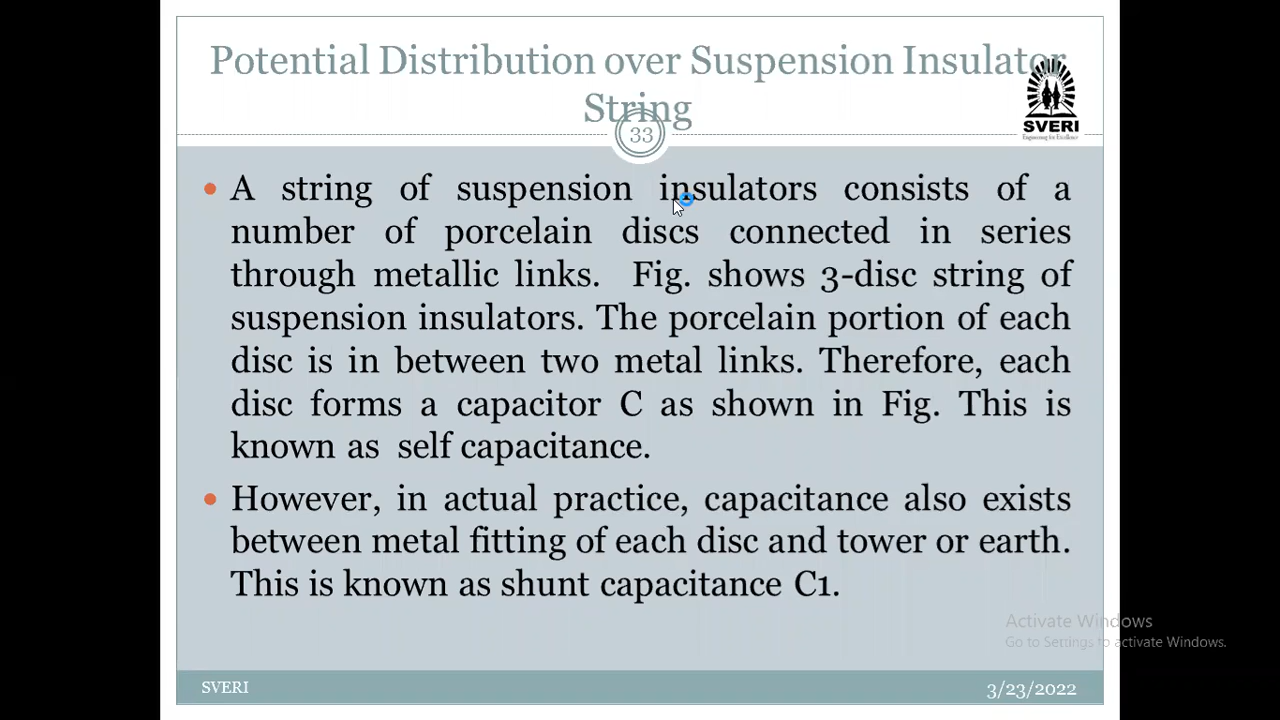 Potential Distribution over Suspension Insulator
String
33
SVERI
Engineering for Excellence
• A string of suspension insulators consists of a
number of porcelain discs connected in series
through metallic links. Fig. shows 3-disc string of
suspension insulators. The porcelain portion of each
disc is in between two metal links. Therefore, each
disc forms a capacitor C as shown in Fig. This is
known as self capacitance.
• However, in actual practice, capacitance also exists
between metal fitting of each disc and tower or earth.
This is known as shunt capacitance C1.
Activate Windows
Go to Settings to activate Windows.
SVERI
3/23/2022